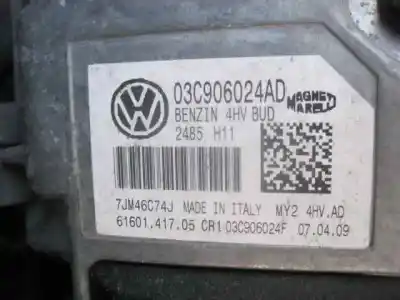 03C906024AD
MAGNETI MARELLI
BENZIN 4HV BUD
2485 H11
7JM46C74J MADE IN ITALY MY2 4HV.AD
61601.417.05 CR1 03C906024F 07.04.09